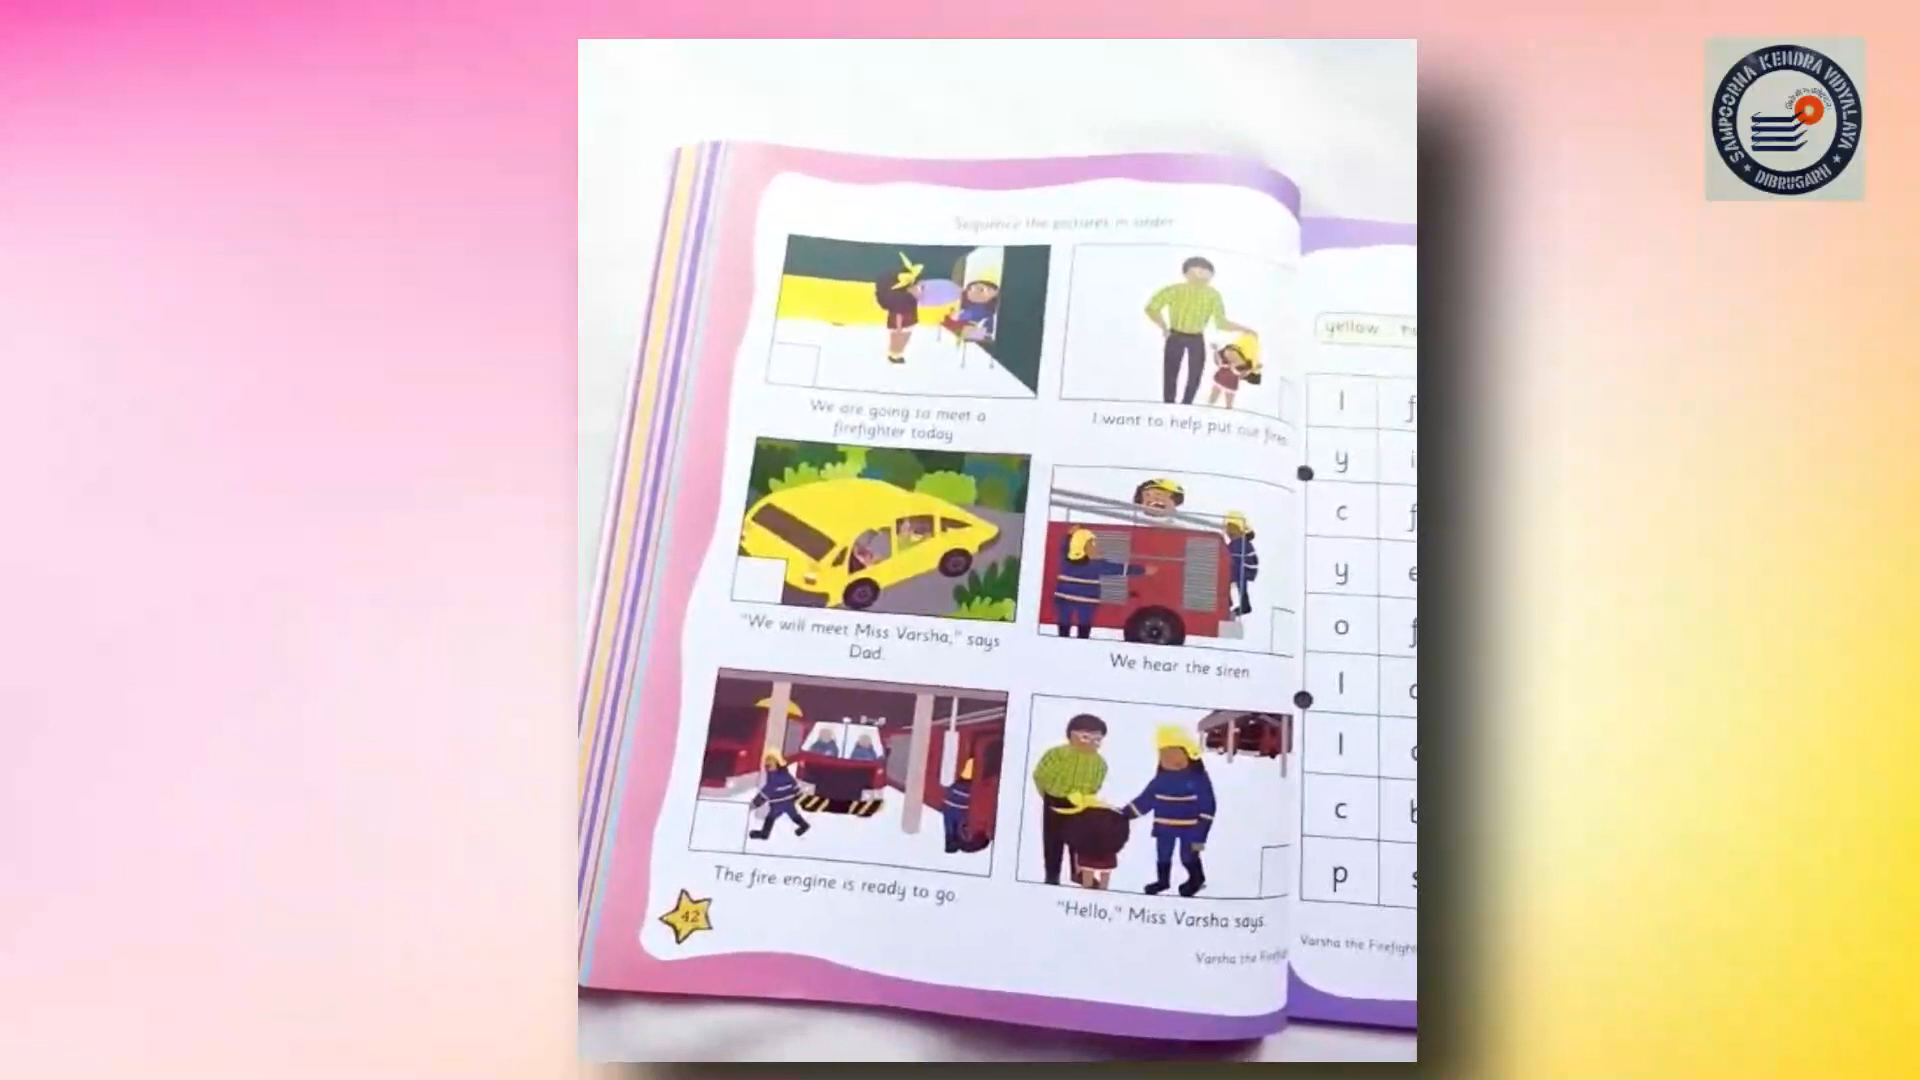 Sequence the pictures in order
We are going to meet a
firefighter today
I want to help put out fires
"We will meet Miss Varsha," says
Dad.
We hear the siren
The fire engine is ready to go.
"Hello," Miss Varsha says.
42
Varsha the
yellow
l
y
c
y
o
l
l
c
p
Varsha the
SAMPOORNA KENDRA VIDYALAYA
DIBRUGARH